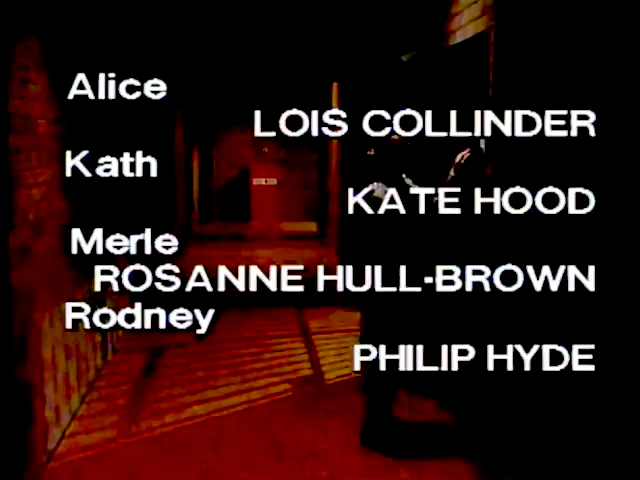 Alice
LOIS COLLINDER
Kath
KATE HOOD
Merle
ROSANNE HULL-BROWN
Rodney
PHILIP HYDE